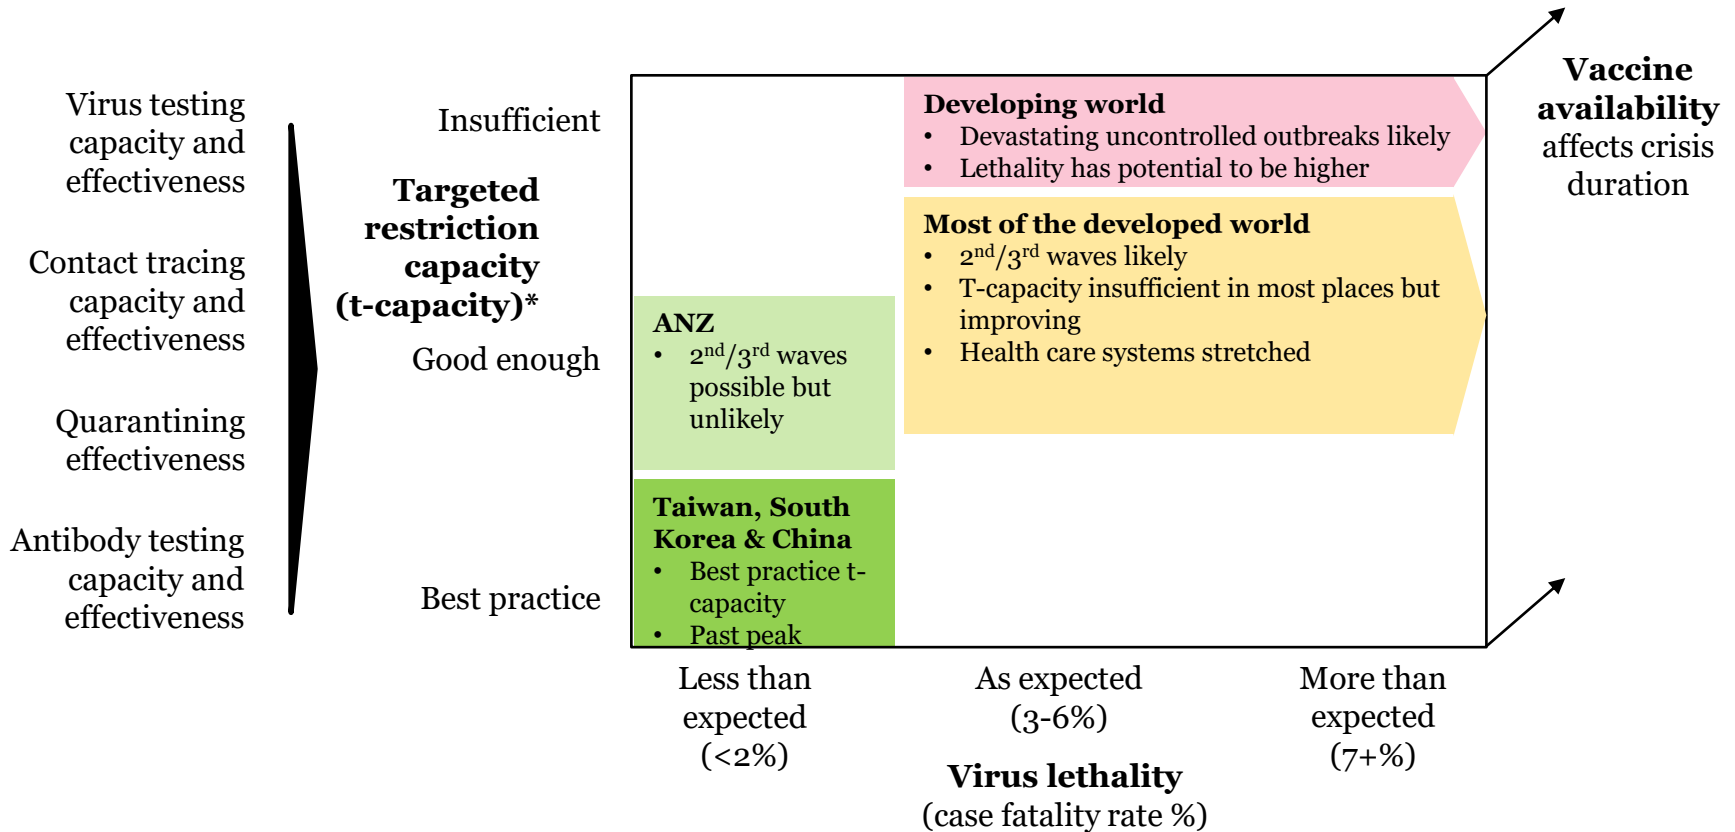 Virus testing
capacity and
effectiveness
Contact tracing
capacity and
effectiveness
Quarantining
effectiveness
Antibody testing
capacity and
effectiveness
Insufficient
Targeted
restriction
capacity
(t-capacity)*
Good enough
Best practice
Developing world
• Devastating uncontrolled outbreaks likely
• Lethality has potential to be higher
Most of the developed world
• 2nd/3rd waves likely
• T-capacity insufficient in most places but
improving
• Health care systems stretched
ANZ
• 2nd/3rd waves
possible but
unlikely
Taiwan, South
Korea & China
• Best practice t-
capacity
• Past peak
Vaccine
availability
affects crisis
duration
Less than
expected
(<2%)
As expected
(3-6%)
More than
expected
(7+%)
Virus lethality
(case fatality rate %)